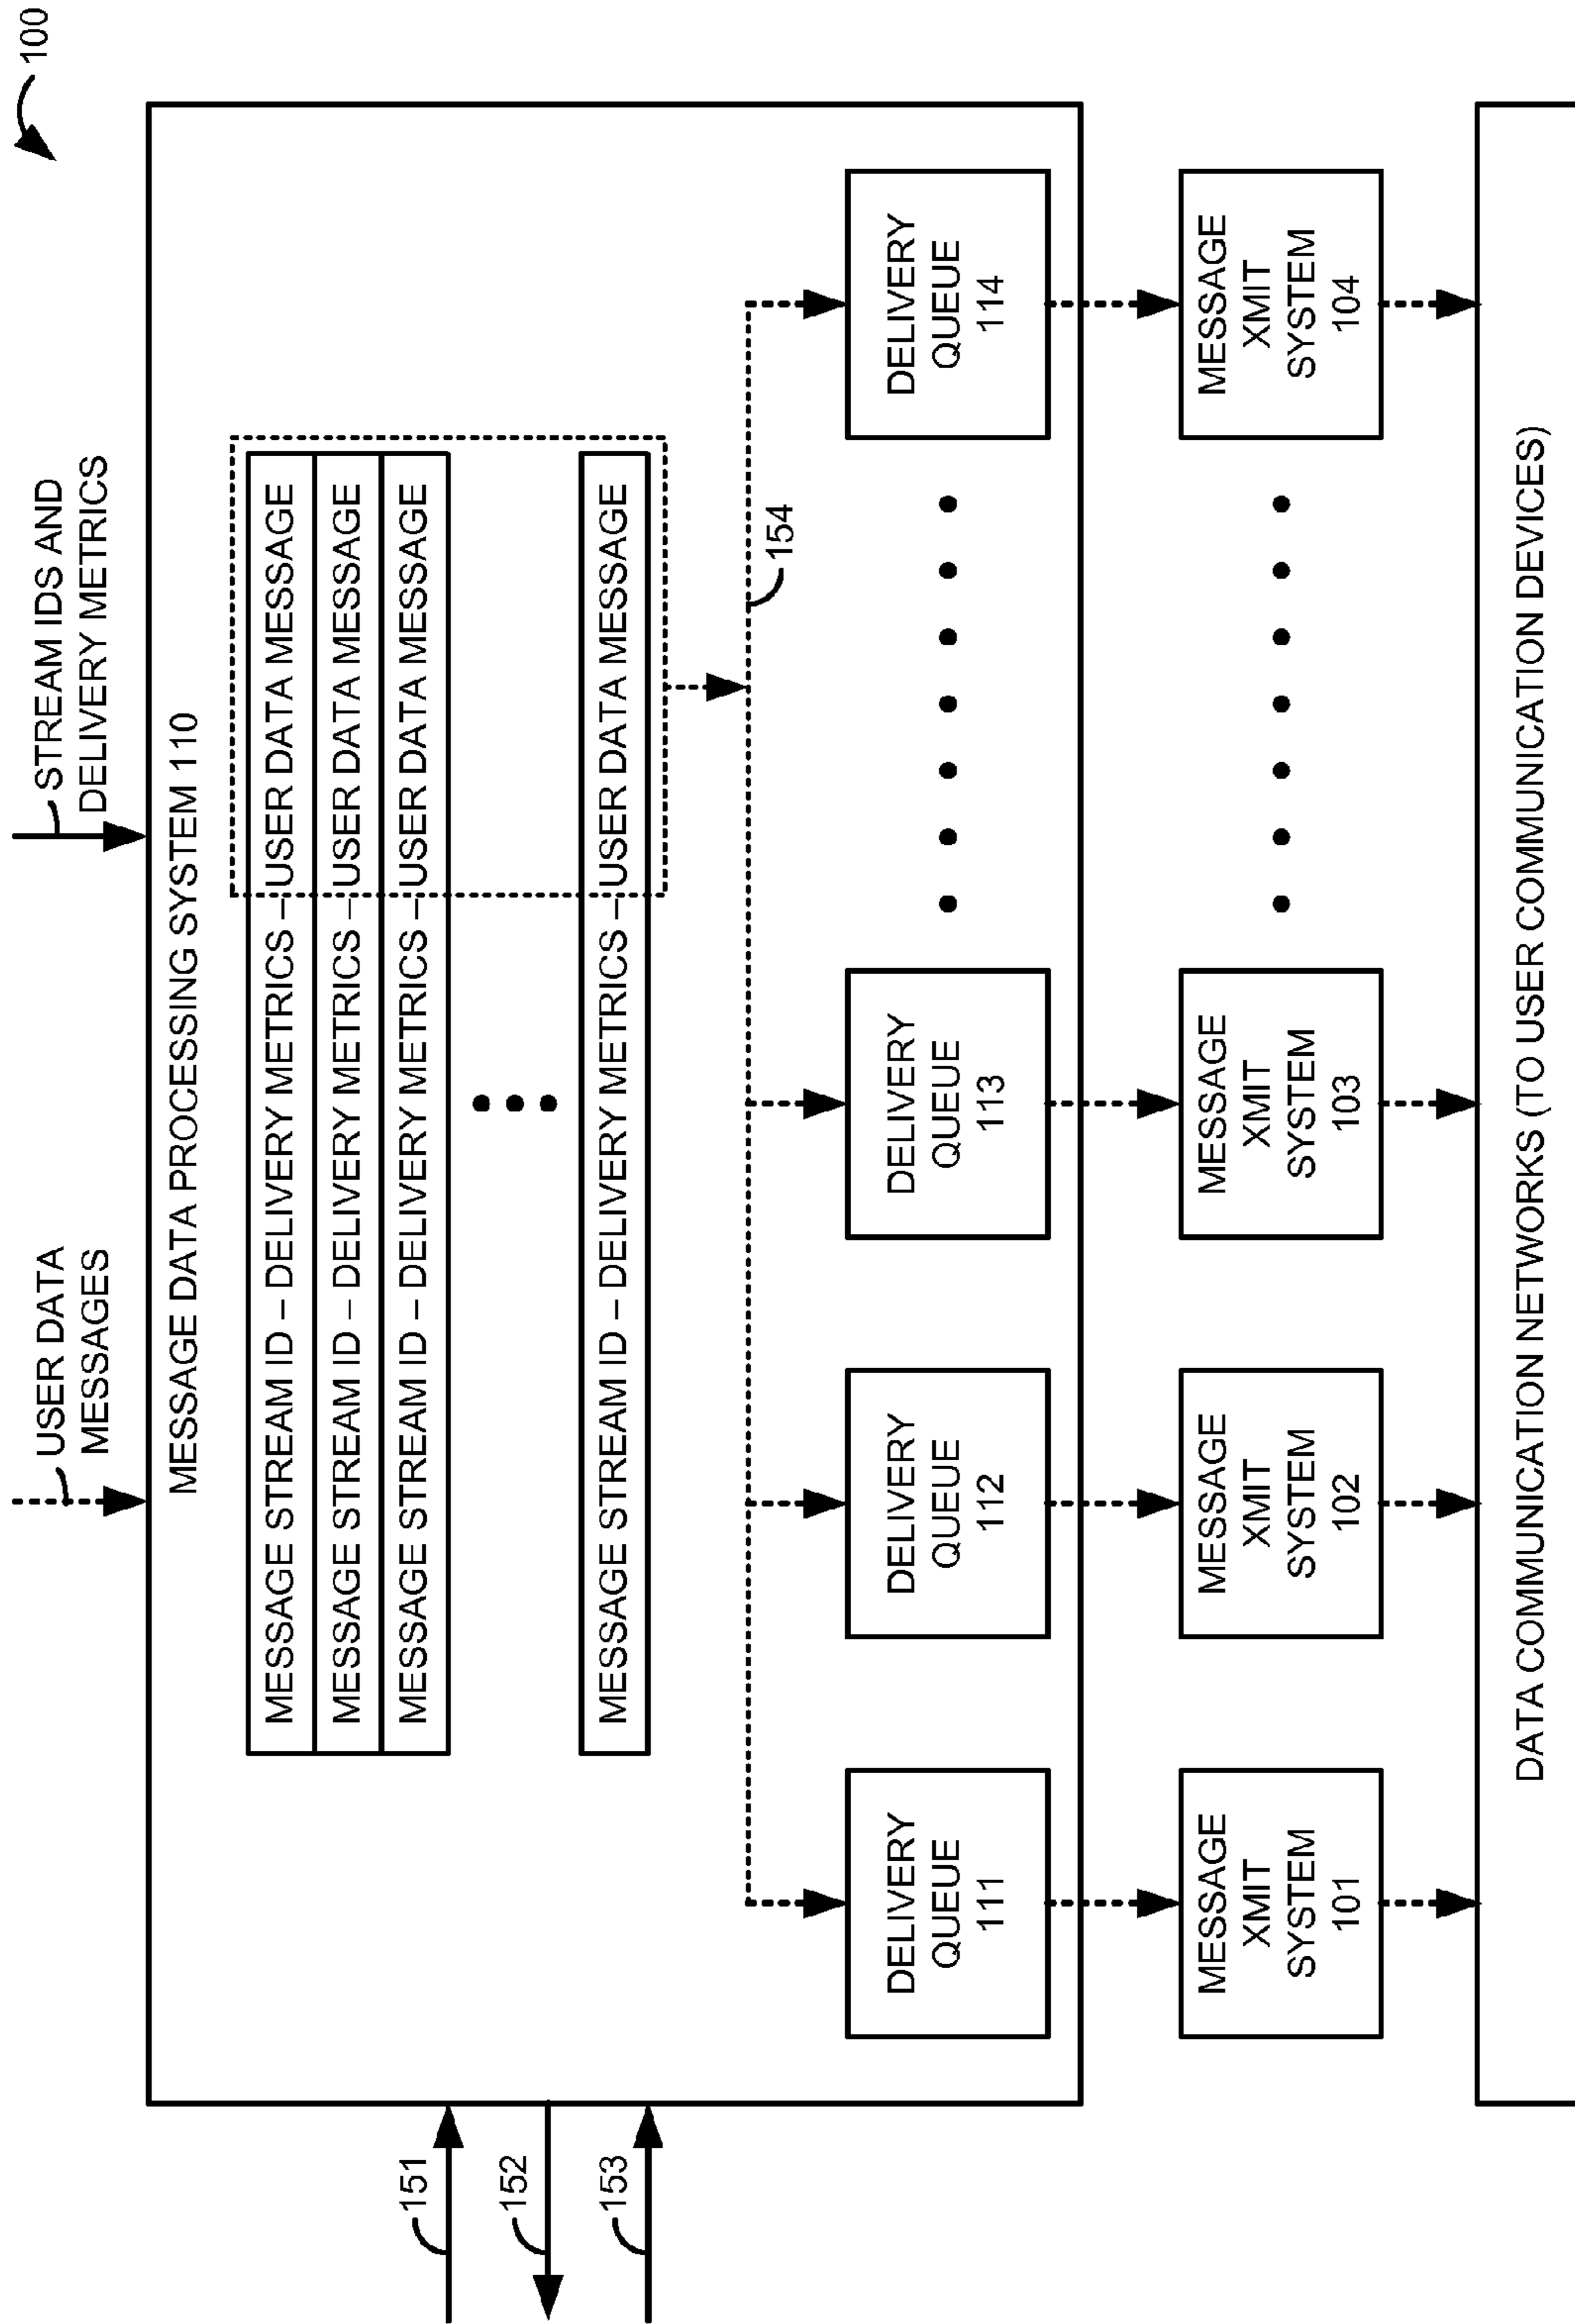 100
USER DATA
MESSAGES
STREAM IDS AND
DELIVERY METRICS
MESSAGE DATA PROCESSING SYSTEM 110
MESSAGE STREAM ID – DELIVERY METRICS – USER DATA MESSAGE
MESSAGE STREAM ID – DELIVERY METRICS – USER DATA MESSAGE
MESSAGE STREAM ID – DELIVERY METRICS – USER DATA MESSAGE
MESSAGE STREAM ID – DELIVERY METRICS – USER DATA MESSAGE
151
152
153
154
DELIVERY
QUEUE
111
DELIVERY
QUEUE
112
DELIVERY
QUEUE
113
DELIVERY
QUEUE
114
MESSAGE
XMIT
SYSTEM
101
MESSAGE
XMIT
SYSTEM
102
MESSAGE
XMIT
SYSTEM
103
MESSAGE
XMIT
SYSTEM
104
DATA COMMUNICATION NETWORKS (TO USER COMMUNICATION DEVICES)